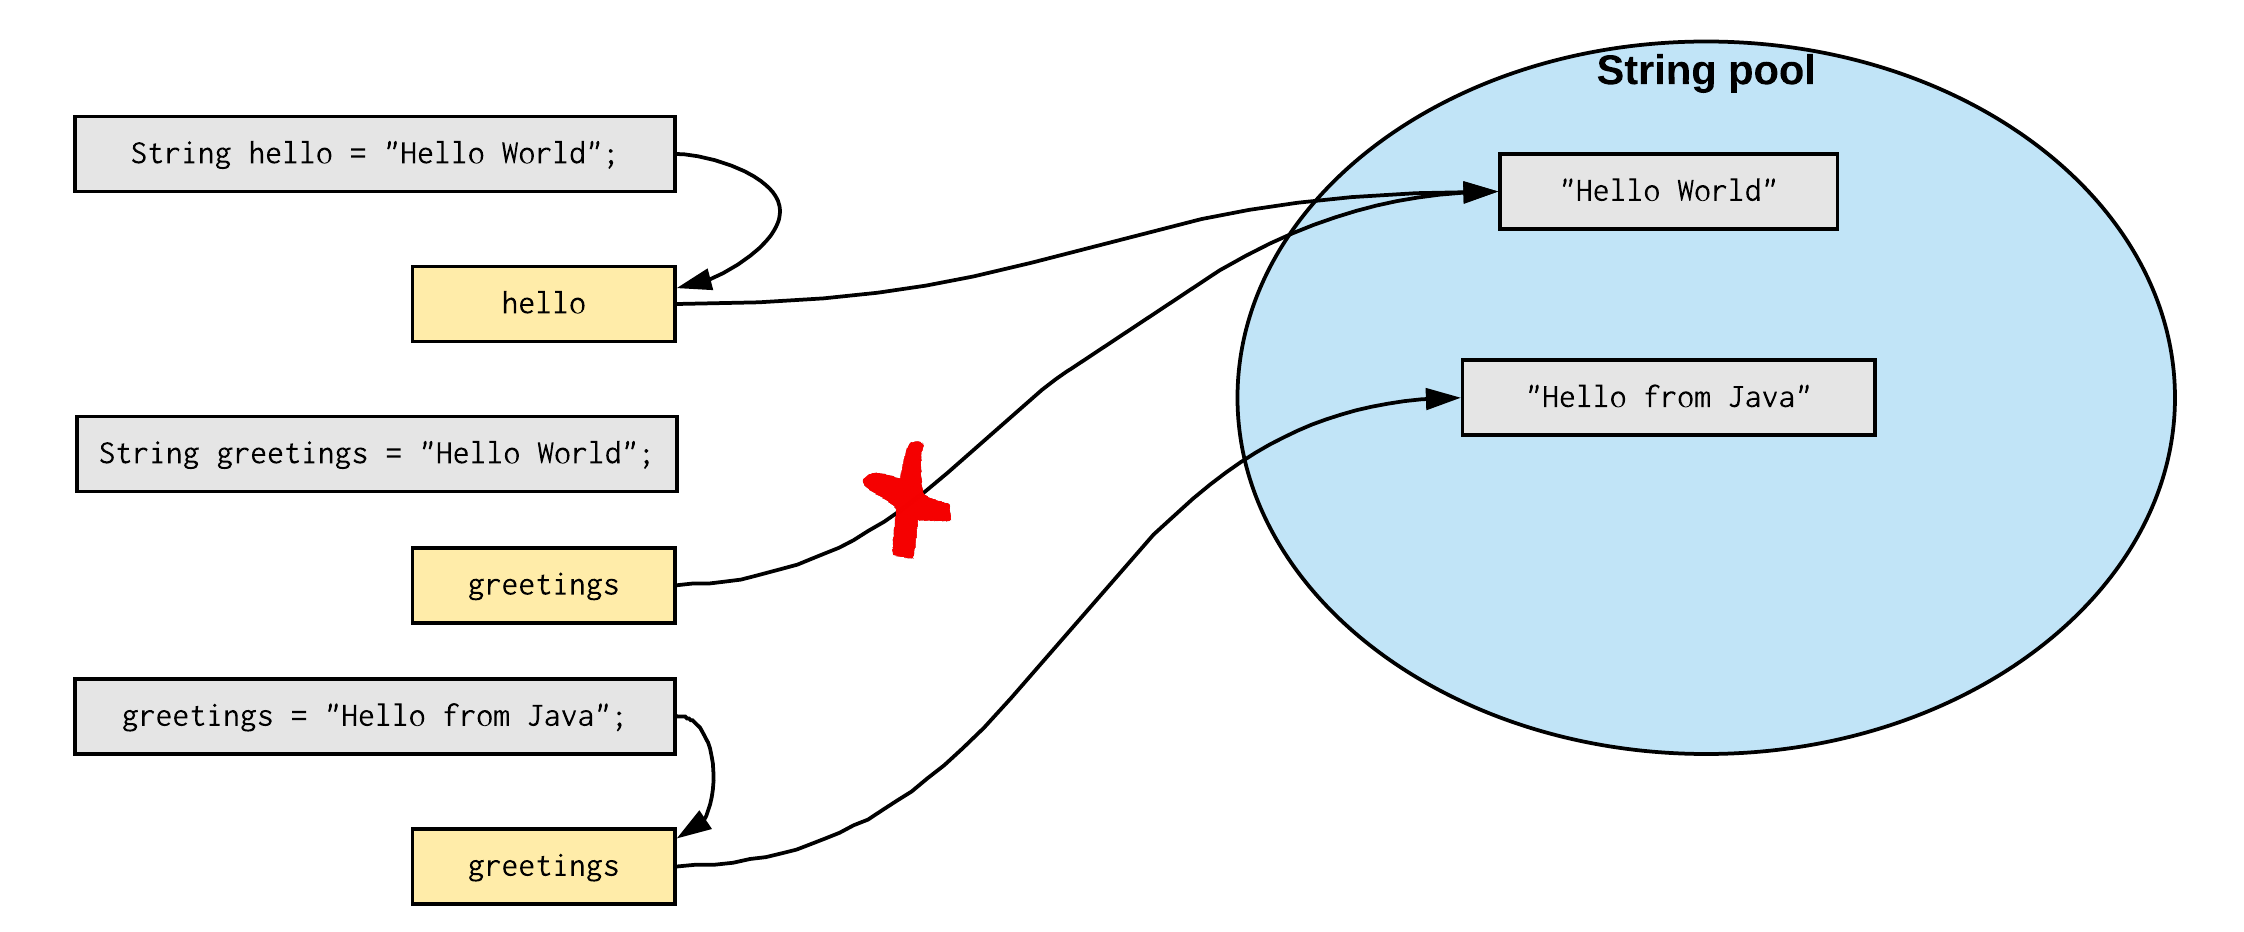 String pool
String hello = "Hello World";
"Hello World"
hello
"Hello from Java"
String greetings = "Hello World";
greetings
greetings = "Hello from Java";
greetings